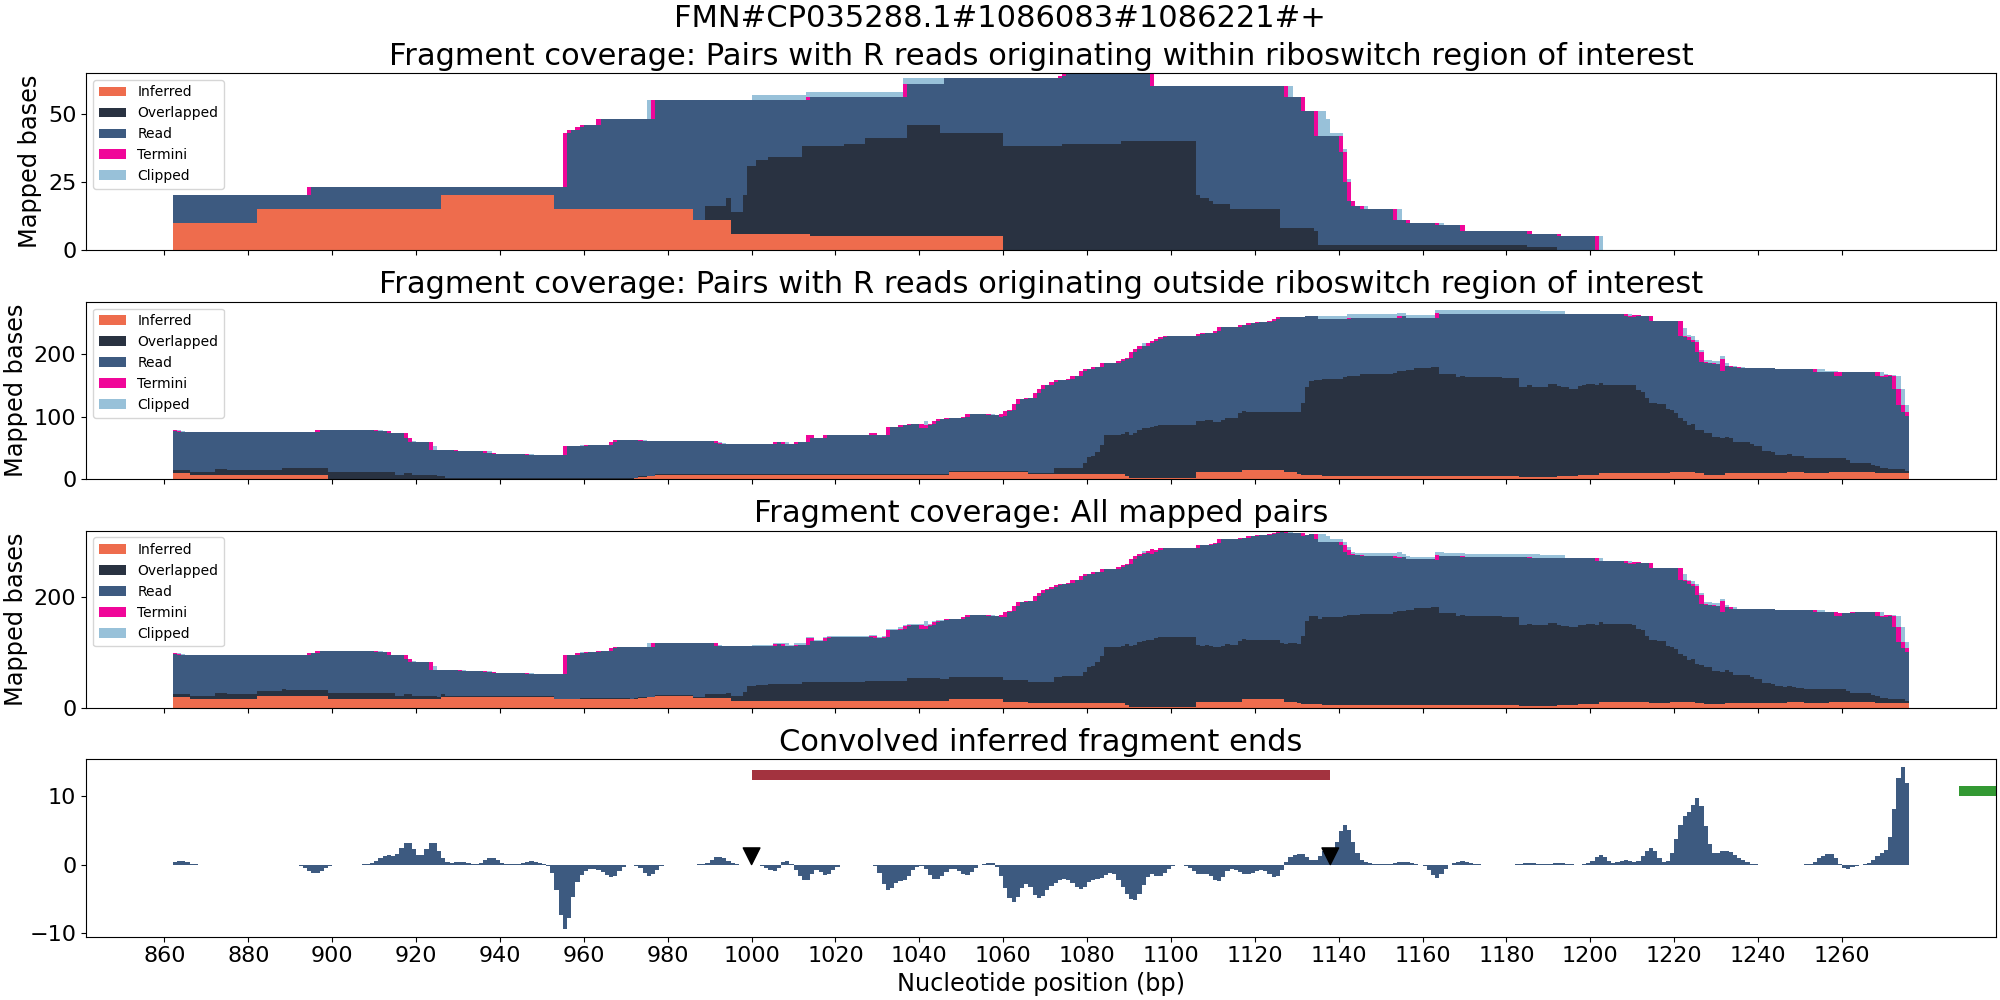 FMN#CP035288.1#1086083#1086221#+
Fragment coverage: Pairs with R reads originating within riboswitch region of interest
Mapped bases
50
25
0
Inferred
Overlapped
Read
Termini
Clipped
Fragment coverage: Pairs with R reads originating outside riboswitch region of interest
Mapped bases
200
100
0
Inferred
Overlapped
Read
Termini
Clipped
Fragment coverage: All mapped pairs
Mapped bases
200
0
Inferred
Overlapped
Read
Termini
Clipped
Convolved inferred fragment ends
10
0
−10
860 880 900 920 940 960 980 1000 1020 1040 1060 1080 1100 1120 1140 1160 1180 1200 1220 1240 1260
Nucleotide position (bp)